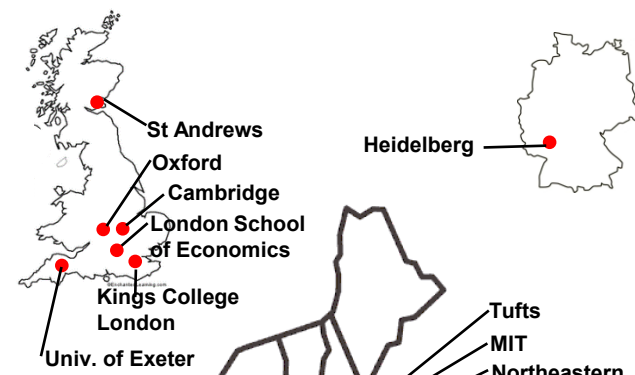 St Andrews
Oxford
Heidelberg
Cambridge
London School
of Economics
Kings College
London
Tufts
MIT
Univ. of Exeter
Northeastern